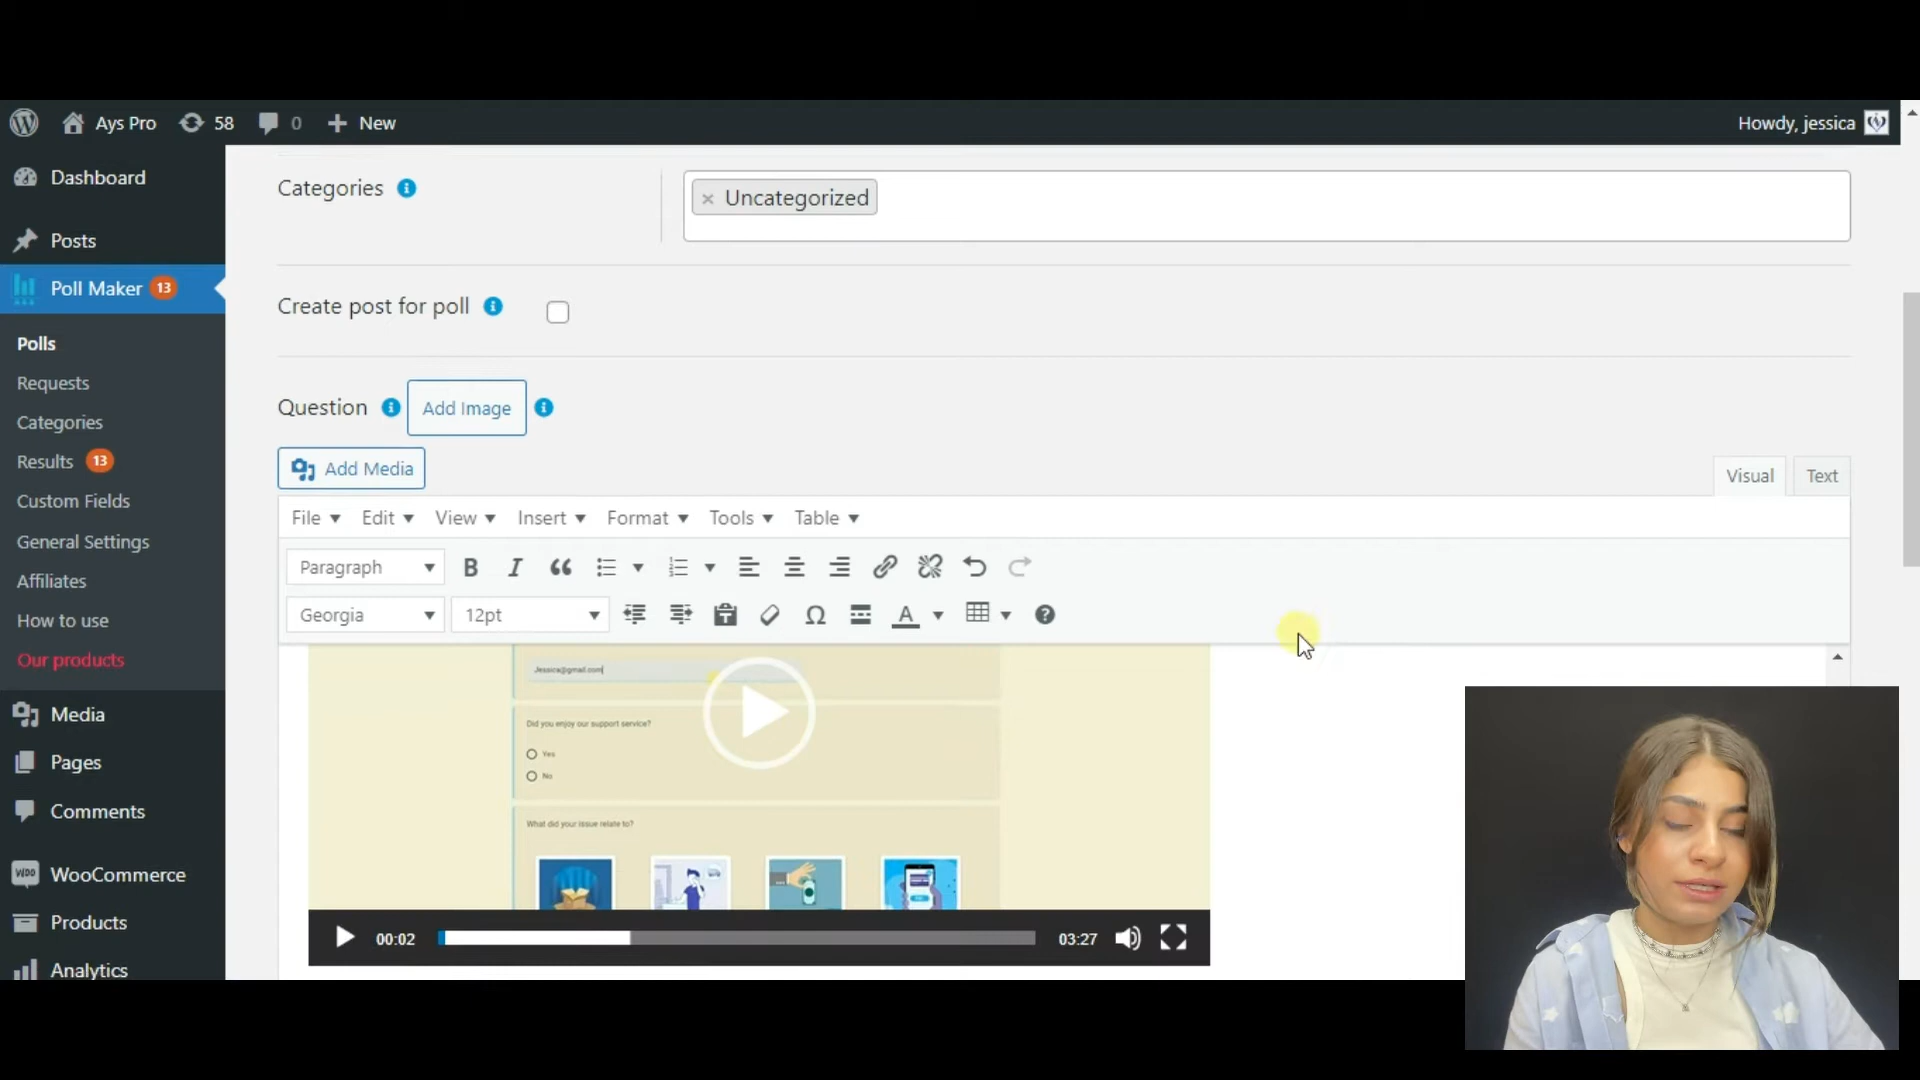 Ays Pro 58 0 New Howdy, jessica
Dashboard
Posts
Poll Maker 13
Polls
Requests
Categories
Results 13
Custom Fields
General Settings
Affiliates
How to use
Our products
Media
Pages
Comments
WooCommerce
Products
Analytics
Categories
× Uncategorized
Create post for poll
Question Add Image
Add Media
Visual Text
File Edit View Insert Format Tools Table
Paragraph
Georgia 12pt
Jessica@gmail.com
Did you enjoy our support service?
Yes
No
What did your issue relate to?
00:02 03:27